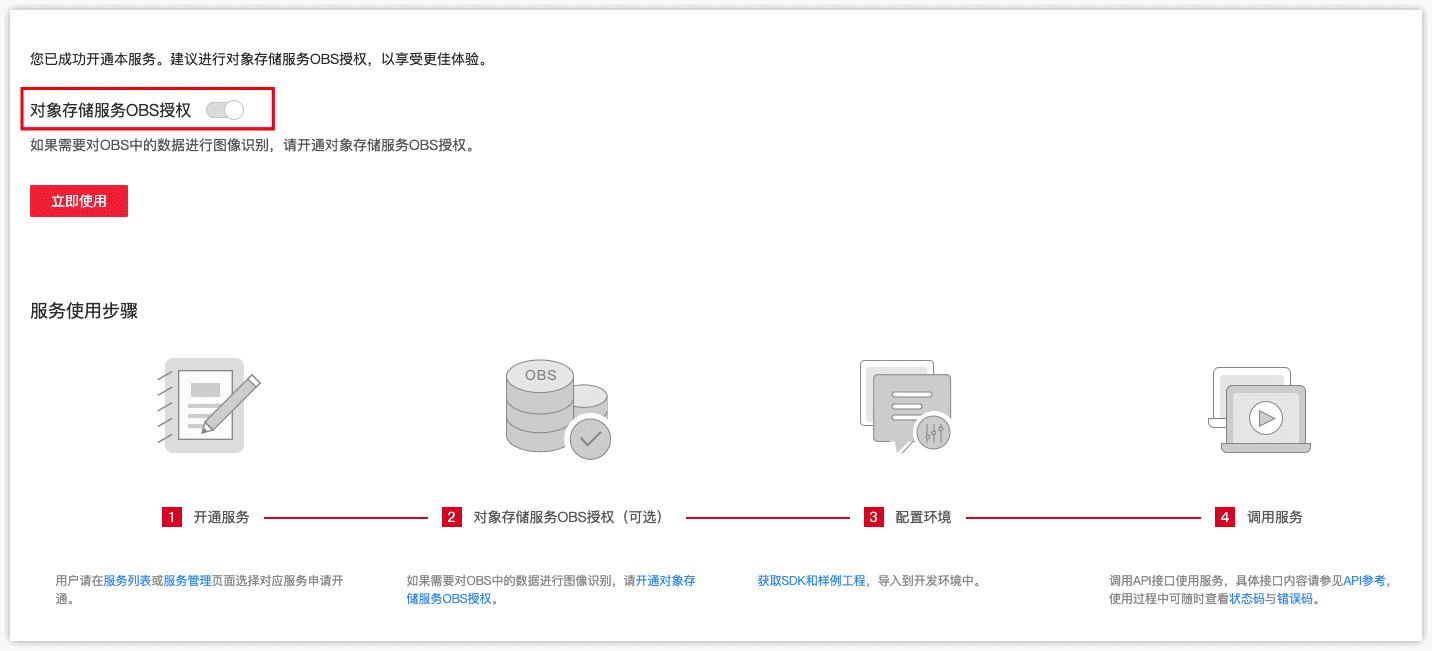 您已成功开通本服务。建议进行对象存储服务OBS授权，以享受更佳体验。
对象存储服务OBS授权
如果需要对OBS中的数据进行图像识别，请开通对象存储服务OBS授权。
立即使用
服务使用步骤
OBS
1 开通服务
2 对象存储服务OBS授权（可选）
3 配置环境
4 调用服务
用户请在服务列表或服务管理页面选择对应服务申请开
通。
如果需要对OBS中的数据进行图像识别，请开通对象存
储服务OBS授权。
获取SDK和样例工程，导入到开发环境中。
调用API接口使用服务，具体接口内容请参见API参考，
使用过程中可随时查看状态码与错误码。